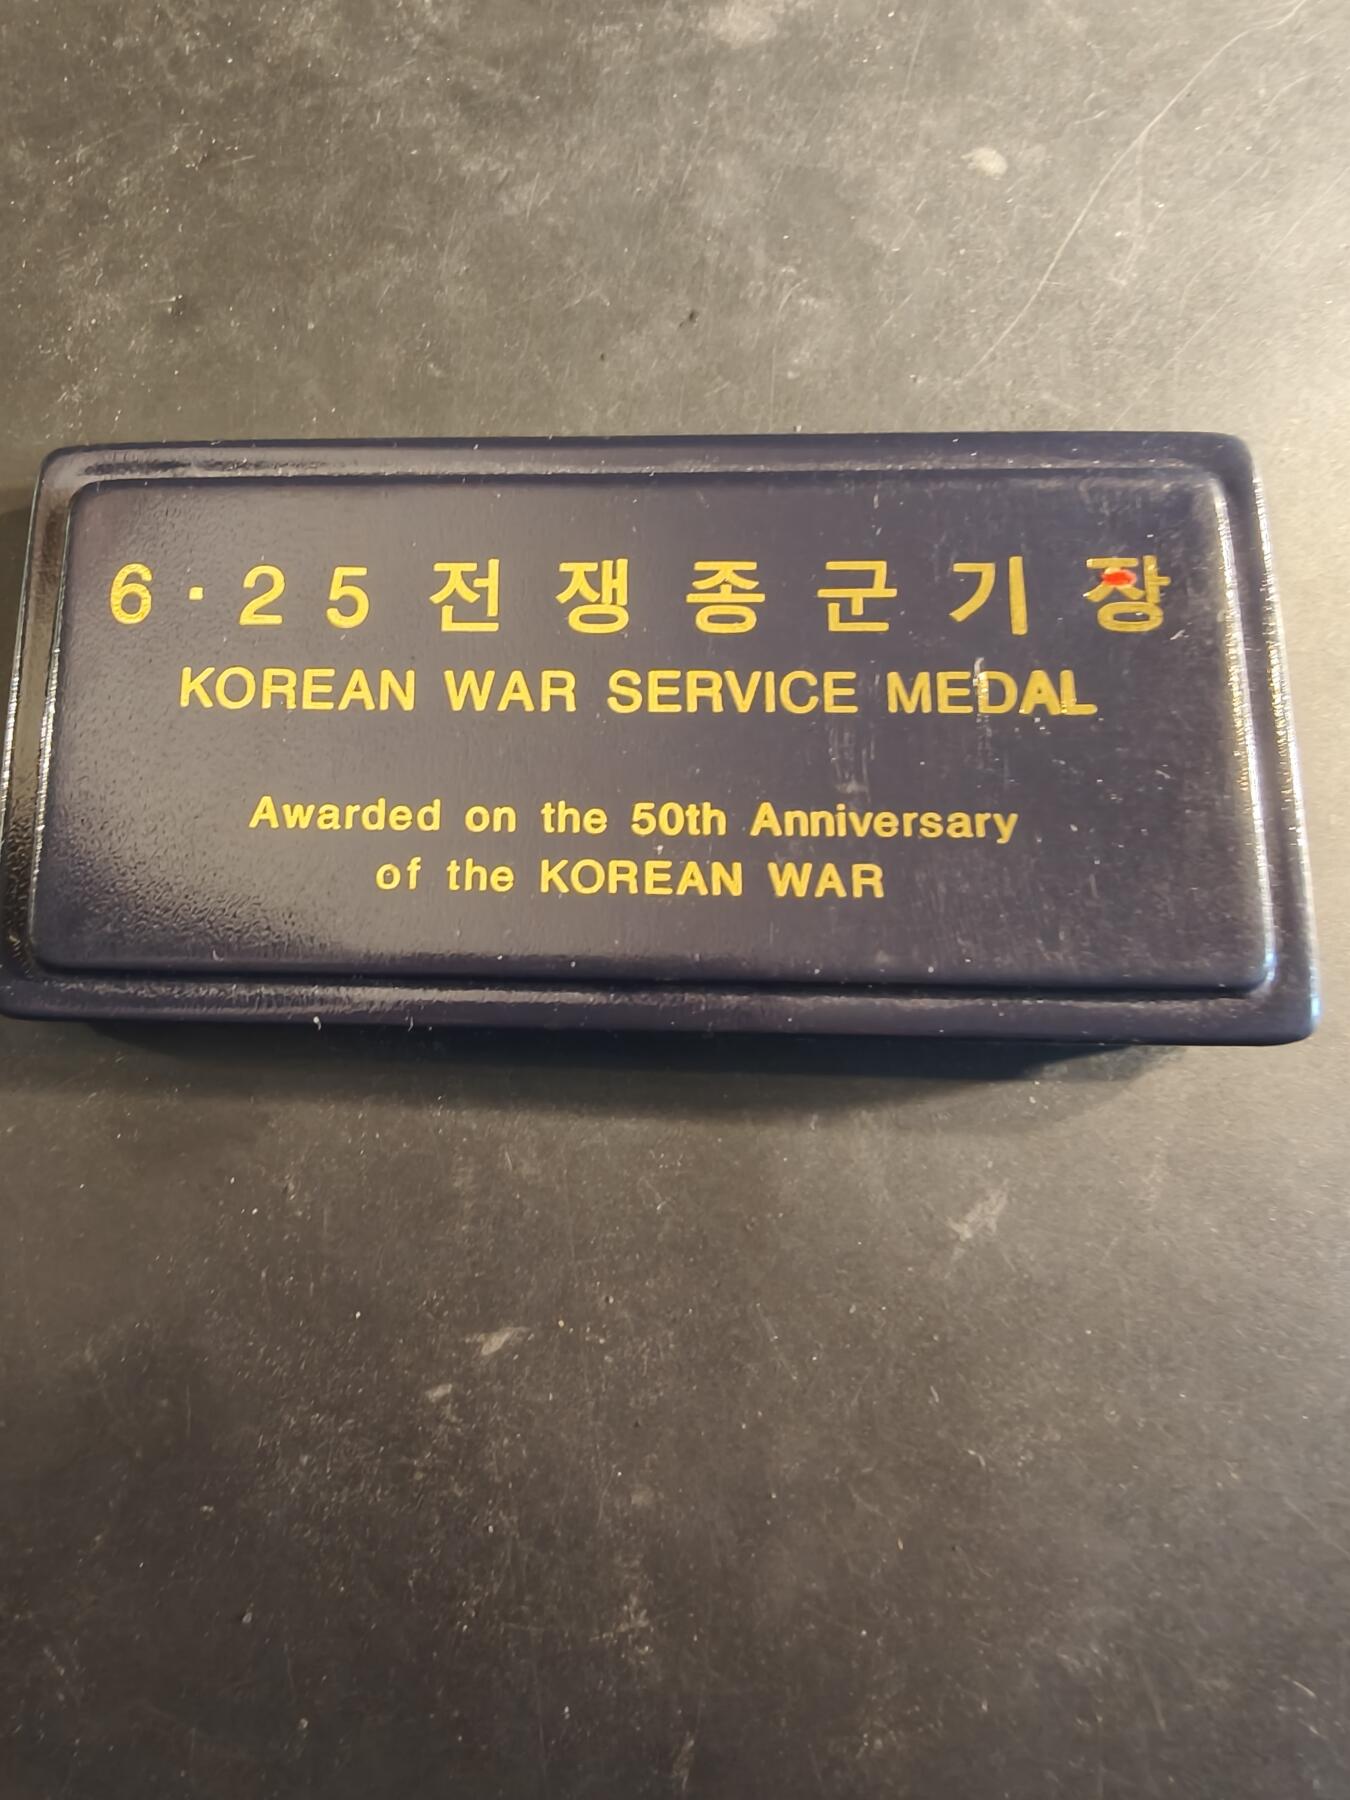 6·25 전쟁종군기장
KOREAN WAR SERVICE MEDAL
Awarded on the 50th Anniversary
of the KOREAN WAR